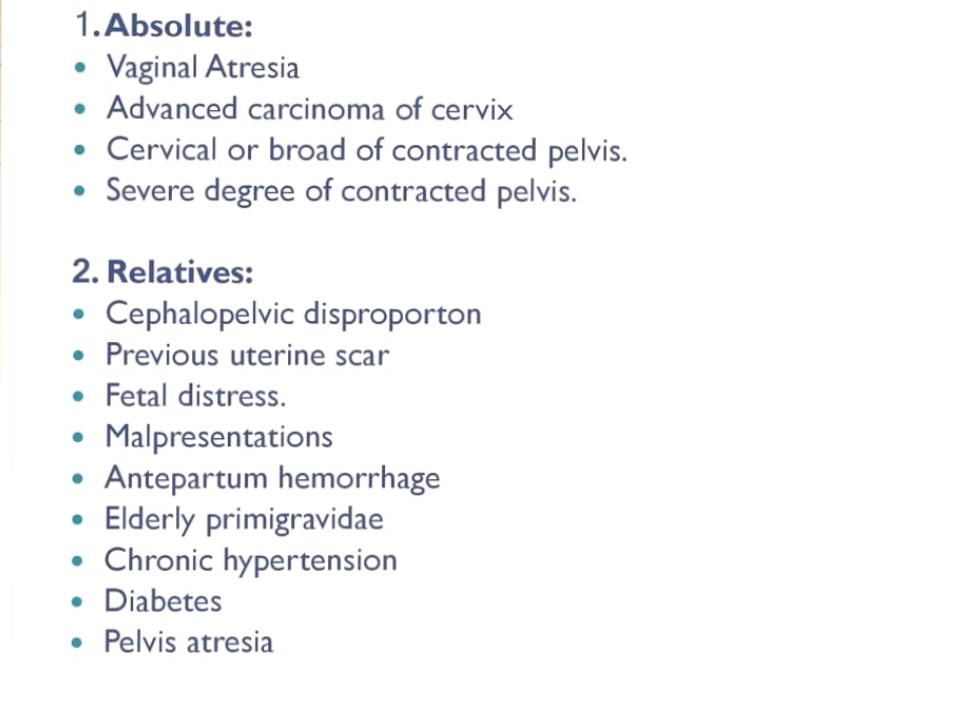 1. Absolute:
• Vaginal Atresia
• Advanced carcinoma of cervix
• Cervical or broad of contracted pelvis.
• Severe degree of contracted pelvis.
2. Relatives:
• Cephalopelvic disproporton
• Previous uterine scar
• Fetal distress.
• Malpresentations
• Antepartum hemorrhage
• Elderly primigravidae
• Chronic hypertension
• Diabetes
• Pelvis atresia